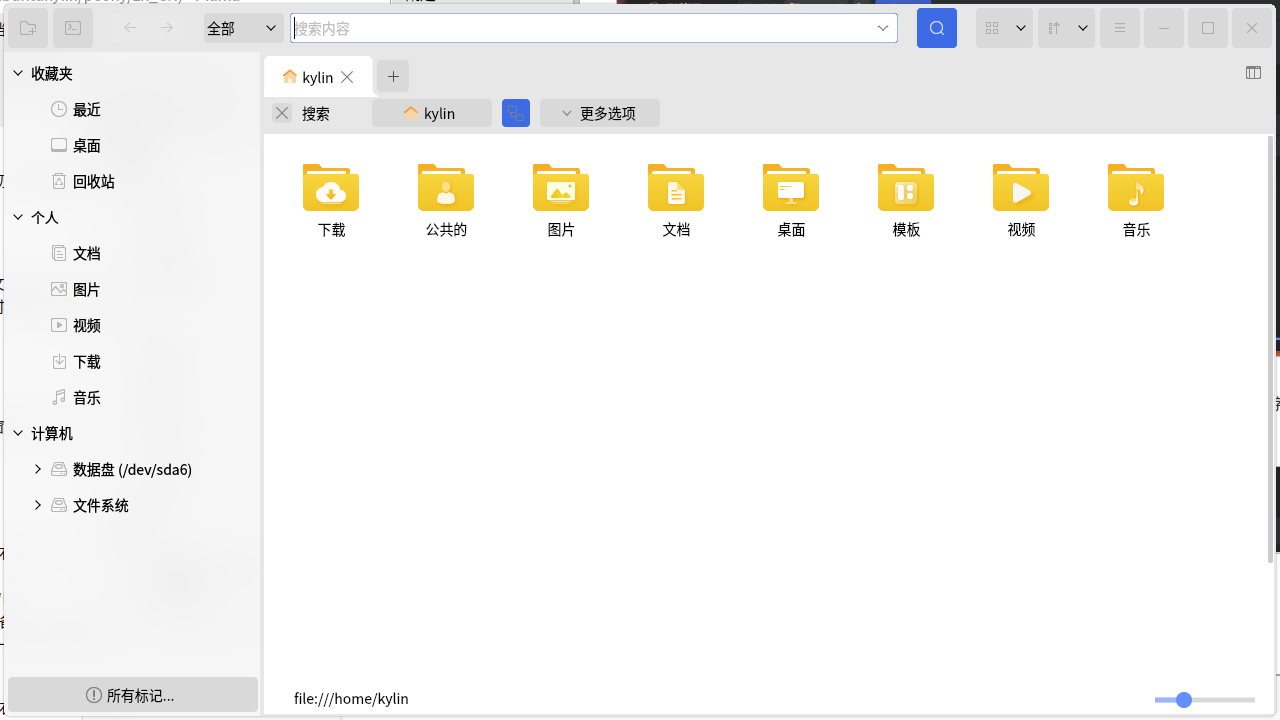 全部
搜索内容
收藏夹
最近
桌面
回收站
个人
文档
图片
视频
下载
音乐
计算机
数据盘 (/dev/sda6)
文件系统
所有标记...
kylin
搜索
kylin
更多选项
下载
公共的
图片
文档
桌面
模板
视频
音乐
file:///home/kylin